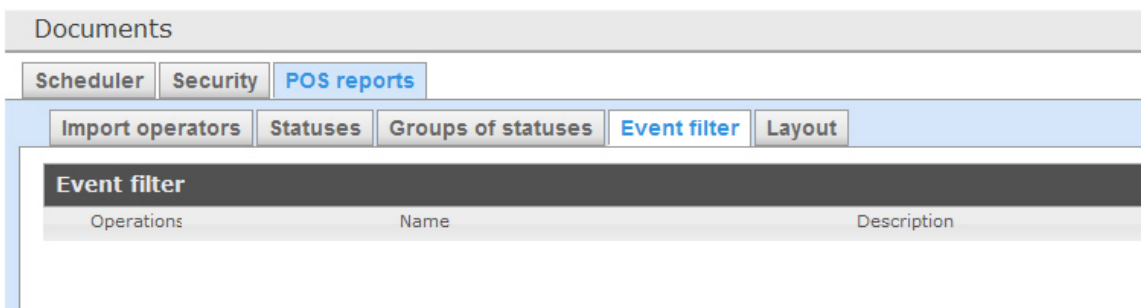 Documents
Scheduler Security POS reports
Import operators Statuses Groups of statuses Event filter Layout
Event filter
Operations Name Description